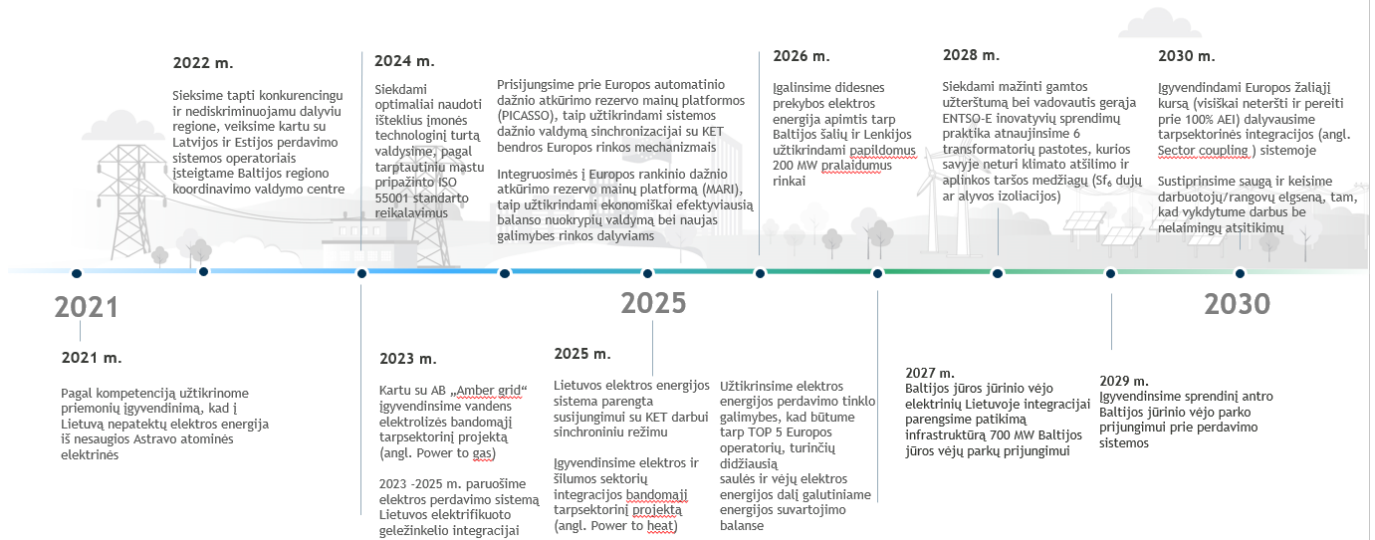 2022 m.
Sieksime tapti konkurencingu
ir nediskriminuojamu dalyviu
regione, veiksime kartu su
Latvijos ir Estijos perdavimo
sistemos operatoriais
įsteigtame Baltijos regiono
koordinavimo valdymo centre
2024 m.
Siekdami
optimaliai naudoti
išteklius įmonės
technologinį turtą
valdysime, pagal
tarptautiniu mastu
pripažinto ISO
55001 standarto
reikalavimus
Prisijungsime prie Europos automatinio
dažnio atkūrimo rezervo mainų platformos
(PICASSO), taip užtikrindami sistemos
dažnio valdymą sinchronizacijai su KET
bendros Europos rinkos mechanizmais
Integruosimės į Europos rankinio dažnio
atkūrimo rezervo mainų platformą (MARI),
taip užtikrindami ekonomiškai efektyviausią
balanso nuokrypių valdymą bei naujas
galimybes rinkos dalyviams
2026 m.
Įgalinsime didesnes
prekybos elektros
energija apimtis tarp
Baltijos šalių ir Lenkijos
užtikrindami papildomus
200 MW pralaidumus
rinkai
2028 m.
Siekdami mažinti gamtos
užterštumą bei vadovautis gerąja
ENTSO-E inovatyvių sprendimų
praktika atnaujinsime 6
transformatorių pastotes, kurios
savyje neturi klimato atšilimo ir
aplinkos taršos medžiagų (Sf₆ dujų
ar alyvos izoliacijos)
2030 m.
Įgyvendindami Europos žaliąjį
kursą (visiškai neteršti ir pereiti
prie 100% AEI) dalyvausime
tarpsektorinės integracijos (angl.
Sector coupling ) sistemoje
Sustiprinsime saugą ir keisime
darbuotojų/rangovų elgseną, tam,
kad vykdytume darbus be
nelaimingų atsitikimų
2021
2025
2030
2021 m.
Pagal kompetenciją užtikrinome
priemonių įgyvendinimą, kad į
Lietuvą nepatektų elektros energija
iš nesaugios Astravo atominės
elektrinės
2023 m.
Kartu su AB „Amber grid“
įgyvendinsime vandens
elektrolizės bandomąjį
tarpsektorinį projektą
(angl. Power to gas)
2023 -2025 m. paruošime
elektros perdavimo sistemą
Lietuvos elektrifikuoto
geležinkelio integracijai
2025 m.
Lietuvos elektros energijos
sistema parengta
susijungimui su KET darbui
sinchroniniu režimu
Įgyvendinsime elektros ir
šilumos sektorių
integracijos bandomąjį
tarpsektorinį projektą
(angl. Power to heat)
Užtikrinsime elektros
energijos perdavimo tinklo
galimybes, kad būtume
tarp TOP 5 Europos
operatorių, turinčių
didžiausią
saulės ir vėjų elektros
energijos dalį galutiniame
energijos suvartojimo
balanse
2027 m.
Baltijos jūros jūrinio vėjo
elektrinių Lietuvoje integracijai
parengsime patikimą
infrastruktūrą 700 MW Baltijos
jūros vėjų parkų prijungimui
2029 m.
Įgyvendinsime sprendinį antro
Baltijos jūrinio vėjo parko
prijungimui prie perdavimo
sistemos